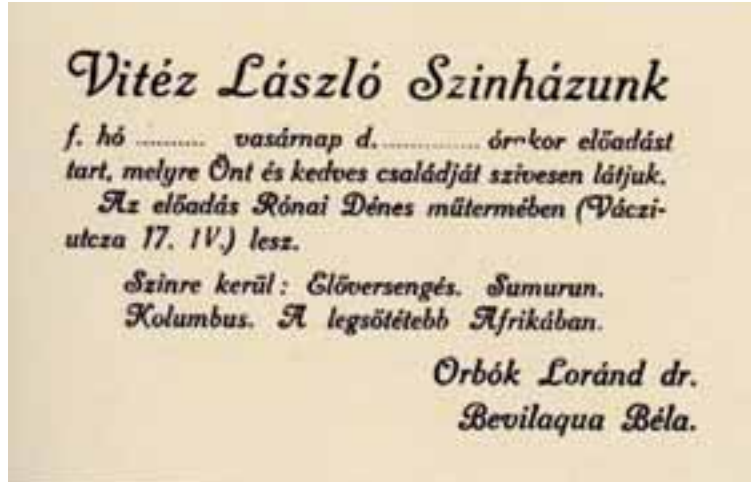 Vitéz László Szinházunk
f. hó .......... vasárnap d. .............. órakor előadást
tart, melyre Önt és kedves családját szivesen látjuk.
Az előadás Rónai Dénes műtermében (Váczi-
utcza 17. IV.) lesz.
Szinre kerül: Előversengés. Sumurun.
Kolumbus. A legsötétebb Afrikában.
Orbók Loránd dr.
Bevilaqua Béla.